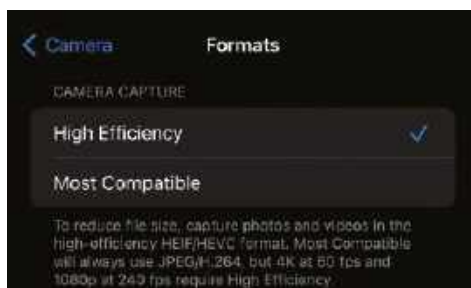 Camera
Formats
CAMERA CAPTURE
High Efficiency
Most Compatible
To reduce file size, capture photos and videos in the
high-efficiency HEIF/HEVC format. Most Compatible
will always use JPEG/H.264, but 4K at 60 fps and
1080p at 240 fps require High Efficiency.